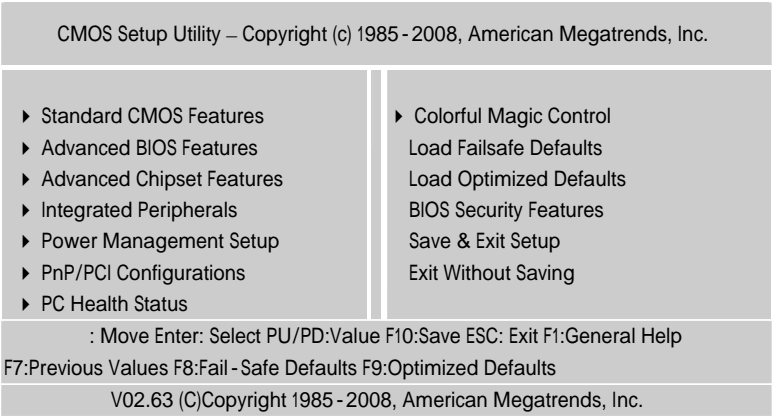 CMOS Setup Utility – Copyright (c) 1985-2008, American Megatrends, Inc.
Standard CMOS Features
Advanced BIOS Features
Advanced Chipset Features
Integrated Peripherals
Power Management Setup
PnP/PCI Configurations
PC Health Status
Colorful Magic Control
Load Failsafe Defaults
Load Optimized Defaults
BIOS Security Features
Save & Exit Setup
Exit Without Saving
: Move Enter: Select PU/PD:Value F10:Save ESC: Exit F1:General Help
F7:Previous Values F8:Fail-Safe Defaults F9:Optimized Defaults
V02.63 (C)Copyright 1985-2008, American Megatrends, Inc.